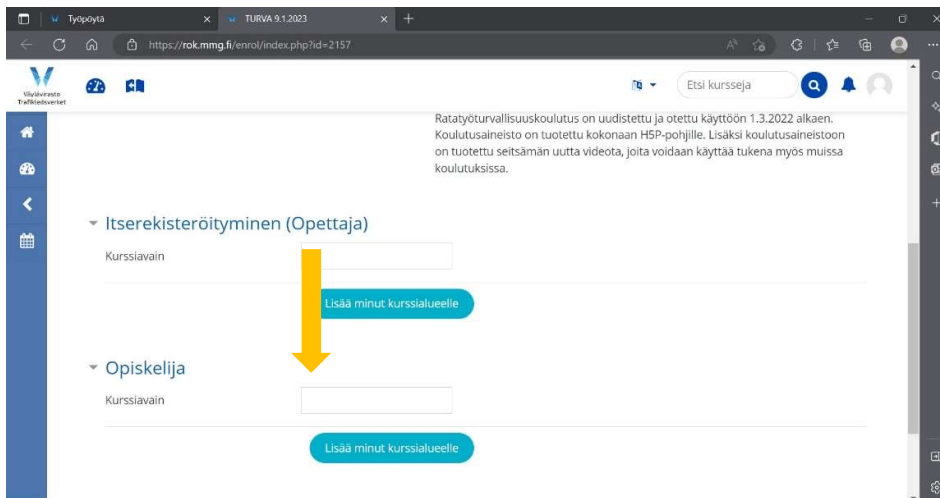 Työpöytä
TURVA 9.1.2023
https://rok.mmg.fi/enrol/index.php?id=2157
Väylävirasto
Trafikledsverket
Etsi kursseja
Ratatyöturvallisuuskoulutus on uudistettu ja otettu käyttöön 1.3.2022 alkaen.
Koulutusaineisto on tuotettu kokonaan H5P-pohjille. Lisäksi koulutusaineistoon
on tuotettu seitsämän uutta videota, joita voidaan käyttää tukena myös muissa
koulutuksissa.
Itserekisteröityminen (Opettaja)
Kurssiavain
Lisää minut kurssialueelle
Opiskelija
Kurssiavain
Lisää minut kurssialueelle